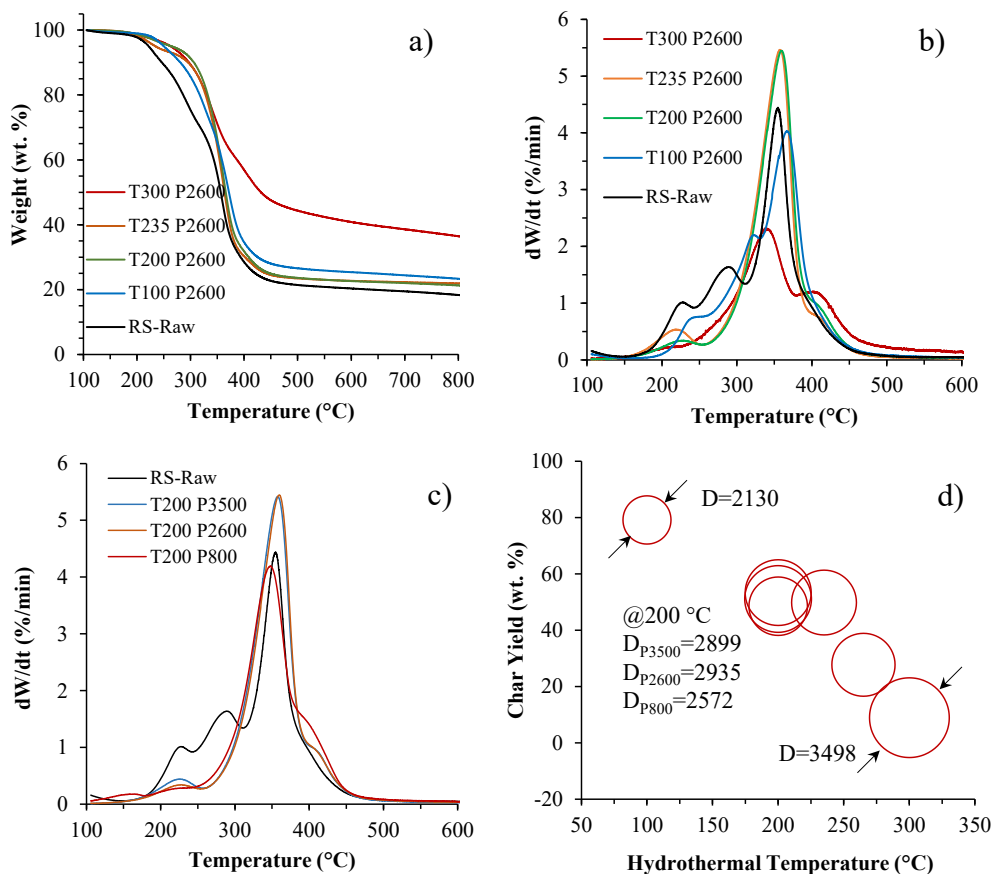 a)
100
80
60
40
20
0
Weight (wt. %)
T300 P2600
T235 P2600
T200 P2600
T100 P2600
RS-Raw
100 200 300 400 500 600 700 800
Temperature (°C)
b)
6
5
4
3
2
1
0
dW/dt (%/min)
T300 P2600
T235 P2600
T200 P2600
T100 P2600
RS-Raw
100 200 300 400 500 600
Temperature (°C)
c)
6
5
4
3
2
1
0
dW/dt (%/min)
RS-Raw
T200 P3500
T200 P2600
T200 P800
100 200 300 400 500 600
Temperature (°C)
d)
100
80
60
40
20
0
-20
Char Yield (wt. %)
D=2130
@200 °C
D_P3500=2899
D_P2600=2935
D_P800=2572
D=3498
50 100 150 200 250 300 350
Hydrothermal Temperature (°C)